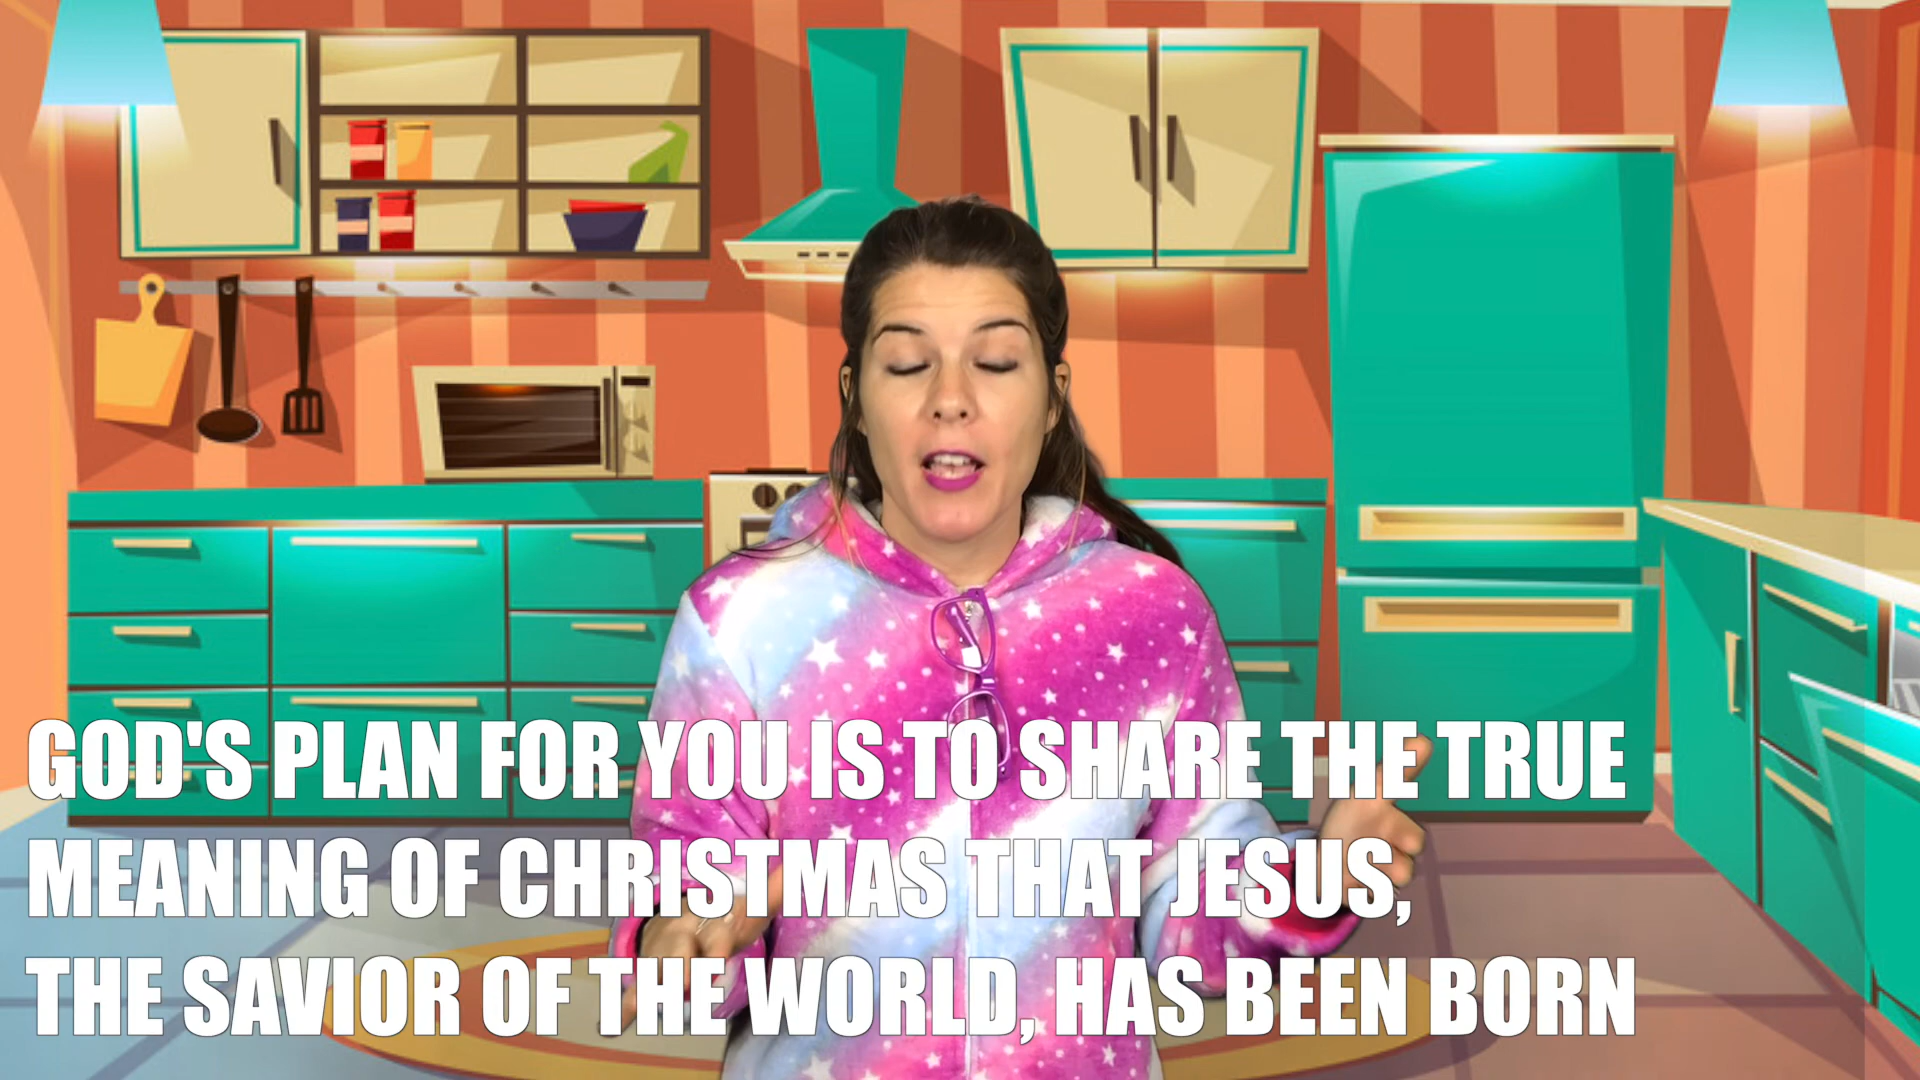 GOD'S PLAN FOR YOU IS TO SHARE THE TRUE
MEANING OF CHRISTMAS THAT JESUS,
THE SAVIOR OF THE WORLD, HAS BEEN BORN